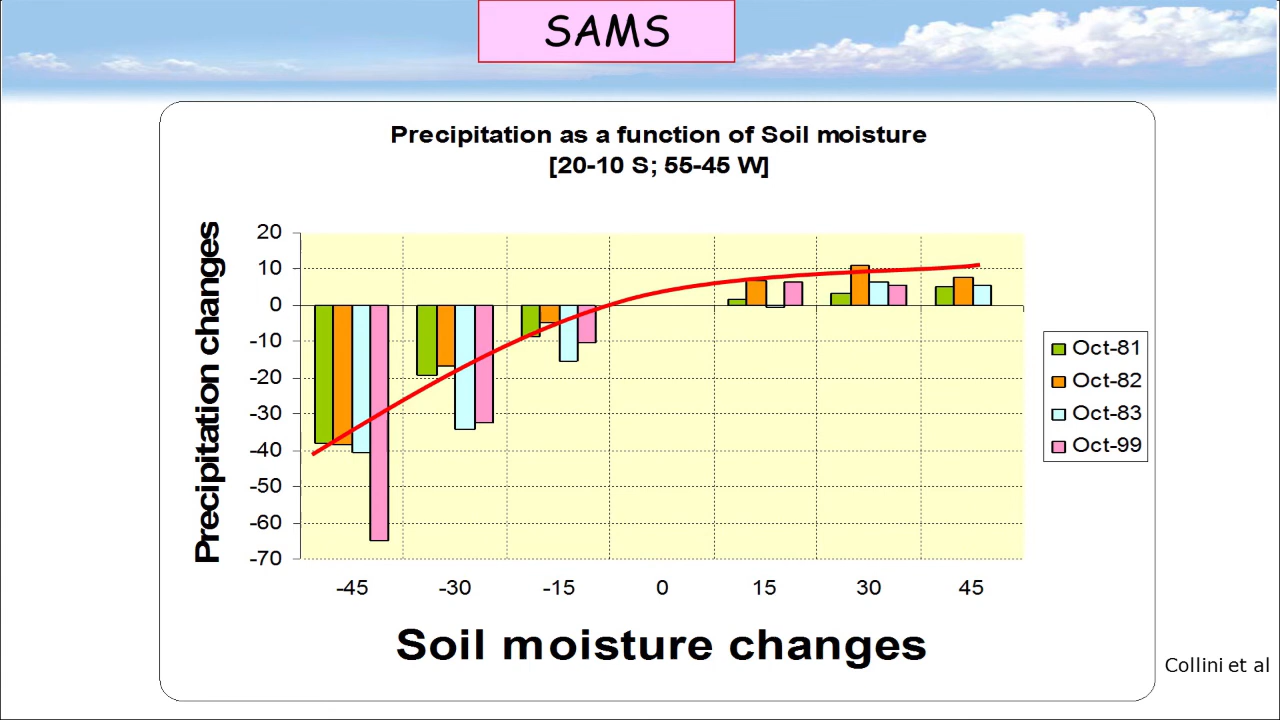 SAMS
Precipitation as a function of Soil moisture
[20-10 S; 55-45 W]
Precipitation changes
20
10
0
-10
-20
-30
-40
-50
-60
-70
-45 -30 -15 0 15 30 45
Soil moisture changes
Oct-81
Oct-82
Oct-83
Oct-99
Collini et al